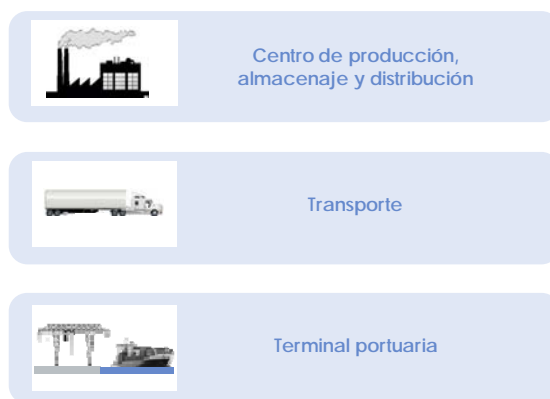 Centro de producción,
almacenaje y distribución
Transporte
Terminal portuaria